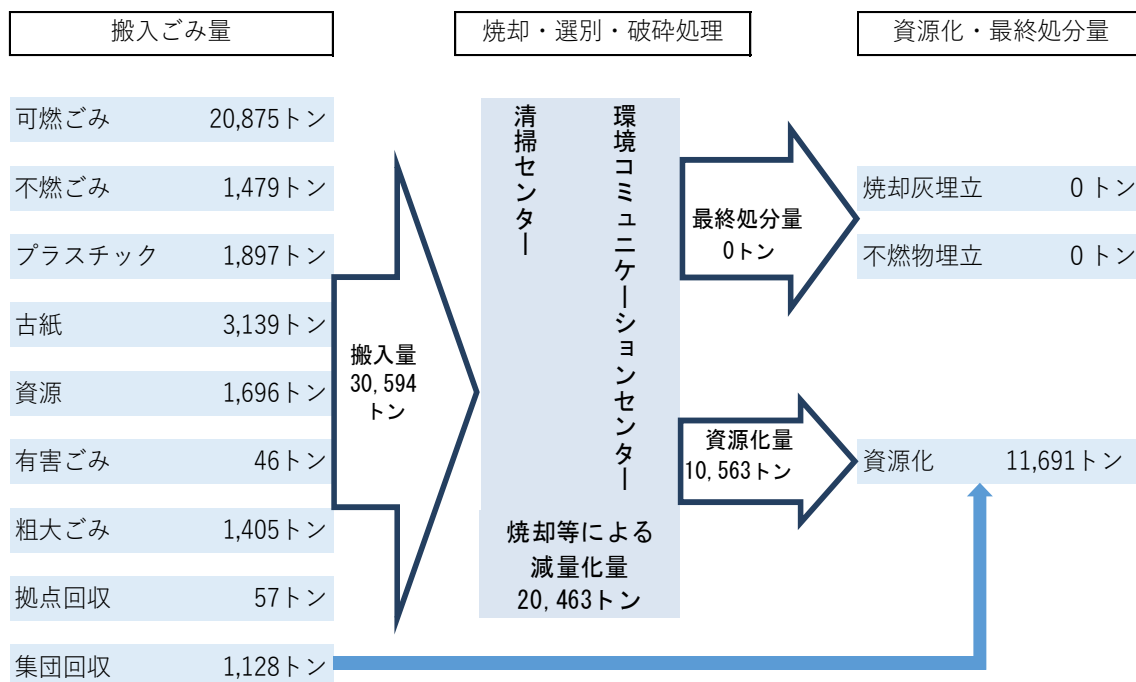 搬入ごみ量
焼却・選別・破砕処理
資源化・最終処分量
可燃ごみ 20,875トン
不燃ごみ 1,479トン
プラスチック 1,897トン
古紙 3,139トン
資源 1,696トン
有害ごみ 46トン
粗大ごみ 1,405トン
拠点回収 57トン
集団回収 1,128トン
搬入量
30,594
トン
清掃センター
環境コミュニケーションセンター
焼却等による
減量化量
20,463トン
最終処分量
0トン
資源化量
10,563トン
焼却灰埋立 0 トン
不燃物埋立 0 トン
資源化 11,691トン